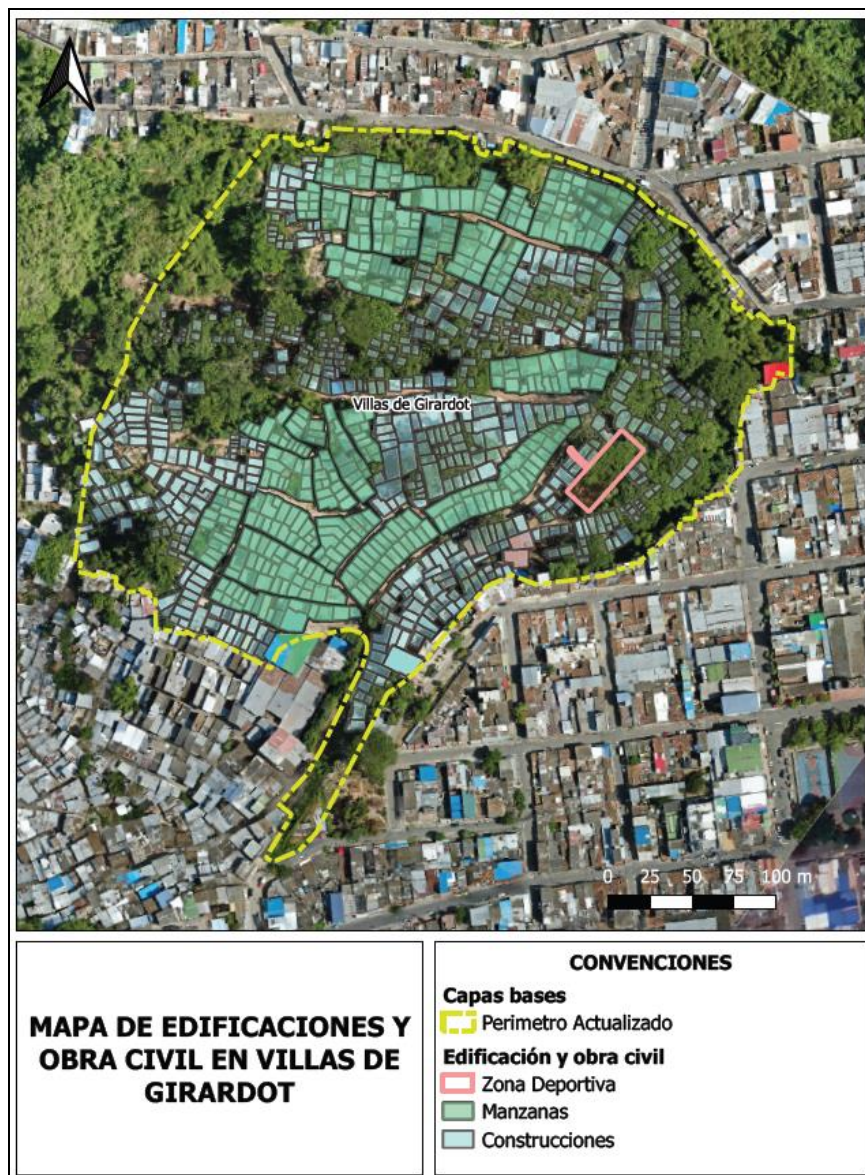 Villas de Girardot
0 25 50 75 100 m
MAPA DE EDIFICACIONES Y
OBRA CIVIL EN VILLAS DE
GIRARDOT
CONVENCIONES
Capas bases
Perimetro Actualizado
Edificación y obra civil
Zona Deportiva
Manzanas
Construcciones